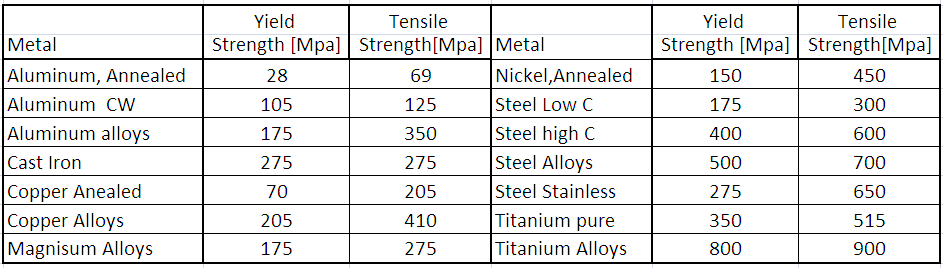 Metal Yield Strength [Mpa] Tensile Strength[Mpa] Metal Yield Strength [Mpa] Tensile Strength[Mpa]
Aluminum, Annealed 28 69 Nickel,Annealed 150 450
Aluminum CW 105 125 Steel Low C 175 300
Aluminum alloys 175 350 Steel high C 400 600
Cast Iron 275 275 Steel Alloys 500 700
Copper Anealed 70 205 Steel Stainless 275 650
Copper Alloys 205 410 Titanium pure 350 515
Magnisum Alloys 175 275 Titanium Alloys 800 900